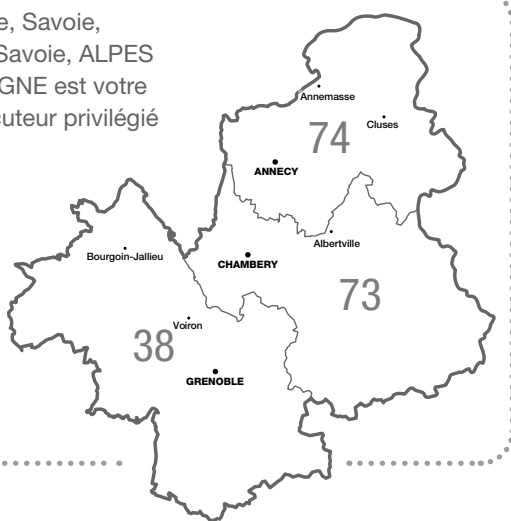 e, Savoie,
Savoie, ALPES
GNE est votre
cuteur privilégié
Annemasse
Cluses
74
ANNECY
Albertville
Bourgoin-Jallieu
CHAMBERY
73
Voiron
38
GRENOBLE